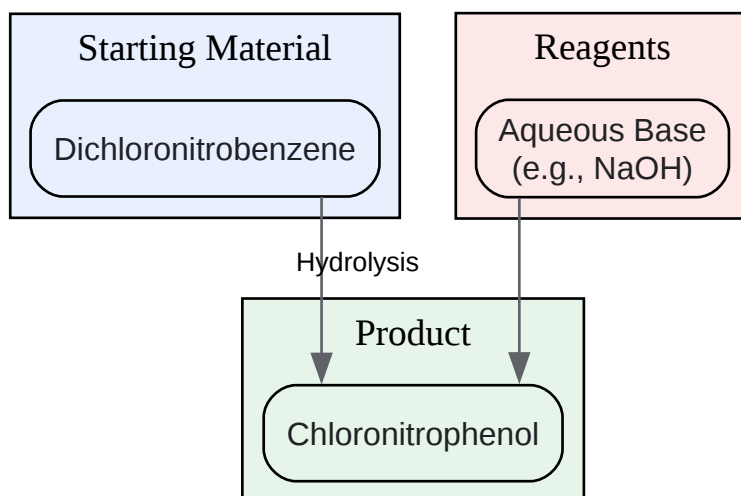 Starting Material
Dichloronitrobenzene
Reagents
Aqueous Base
(e.g., NaOH)
Hydrolysis
Product
Chloronitrophenol